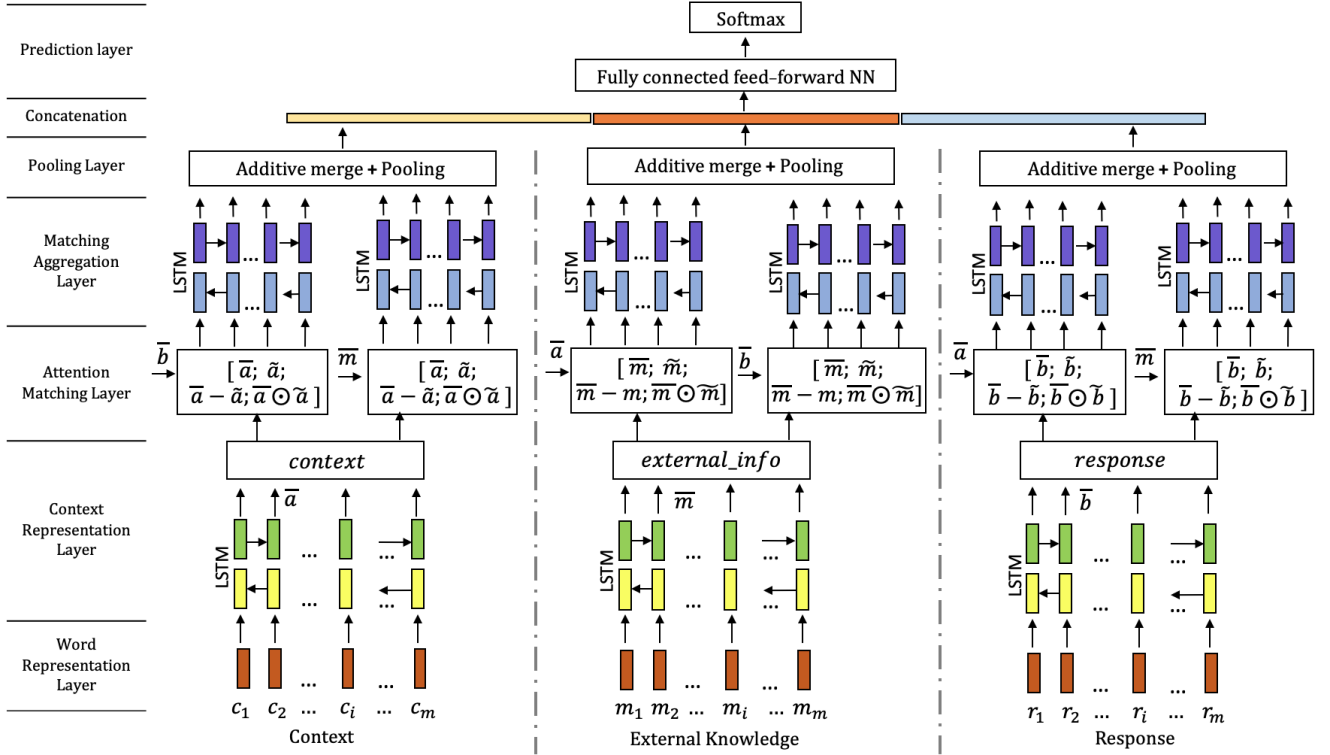 Prediction layer
Softmax
Fully connected feed-forward NN
Concatenation
Pooling Layer
Additive merge + Pooling
Additive merge + Pooling
Additive merge + Pooling
Matching
Aggregation
Layer
LSTM
...
LSTM
...
LSTM
...
...
LSTM
...
...
...
...
...
...
...
...
Attention
Matching Layer
b̅
[ a̅; ã;
a̅ − ã; a̅ ⊙ ã ]
m̅
[ a̅; ã;
a̅ − ã; a̅ ⊙ ã ]
a̅
[ m̅; m̃;
m̅ − m; m̅ ⊙ m̃ ]
b̅
[ m̅; m̃;
m̅ − m; m̅ ⊙ m̃ ]
a̅
[ b̅; b̃;
b̅ − b̃; b̅ ⊙ b̃ ]
m̅
[ b̅; b̃;
b̅ − b̃; b̅ ⊙ b̃ ]
Context
Representation
Layer
context
a̅
LSTM
... ...
... ...
external_info
m̅
LSTM
... ...
... ...
response
b̅
LSTM
... ...
... ...
Word
Representation
Layer
... ...
c₁ c₂ ... cᵢ ... cₘ
Context
... ...
m₁ m₂ ... mᵢ ... mₘ
External Knowledge
... ...
r₁ r₂ ... rᵢ ... rₘ
Response